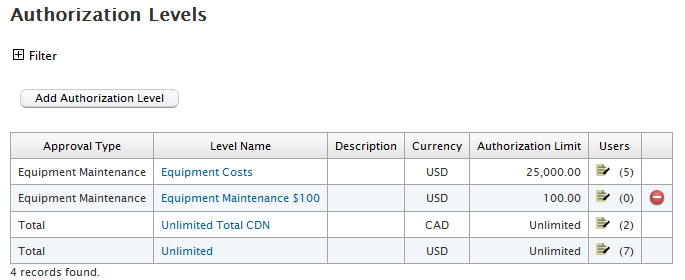 Authorization Levels
Filter
Add Authorization Level
Approval Type Level Name Description Currency Authorization Limit Users
Equipment Maintenance Equipment Costs USD 25,000.00 (5)
Equipment Maintenance Equipment Maintenance $100 USD 100.00 (0)
Total Unlimited Total CDN CAD Unlimited (2)
Total Unlimited USD Unlimited (7)
4 records found.